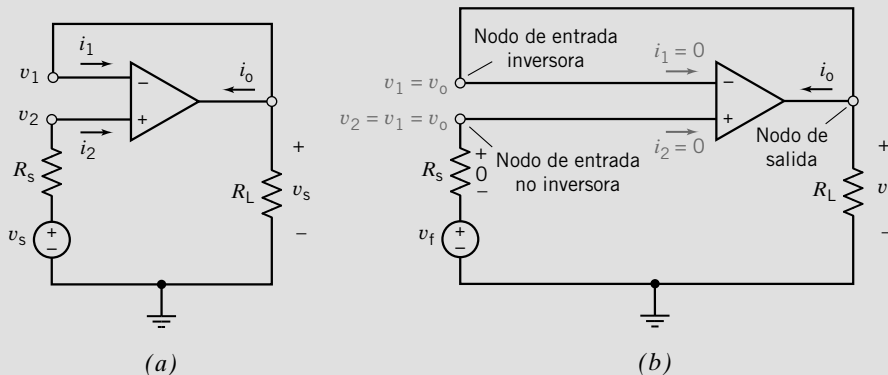 i1
v1
−
io
v2
+
i2
Rs
+
RL
vs
−
vs
+
−
(a)
Nodo de entrada
inversora
i1 = 0
v1 = vo
−
io
v2 = v1 = vo
+
Nodo de
salida
Nodo de entrada
no inversora
i2 = 0
Rs
+
0
−
+
RL
v
−
vf
+
−
(b)